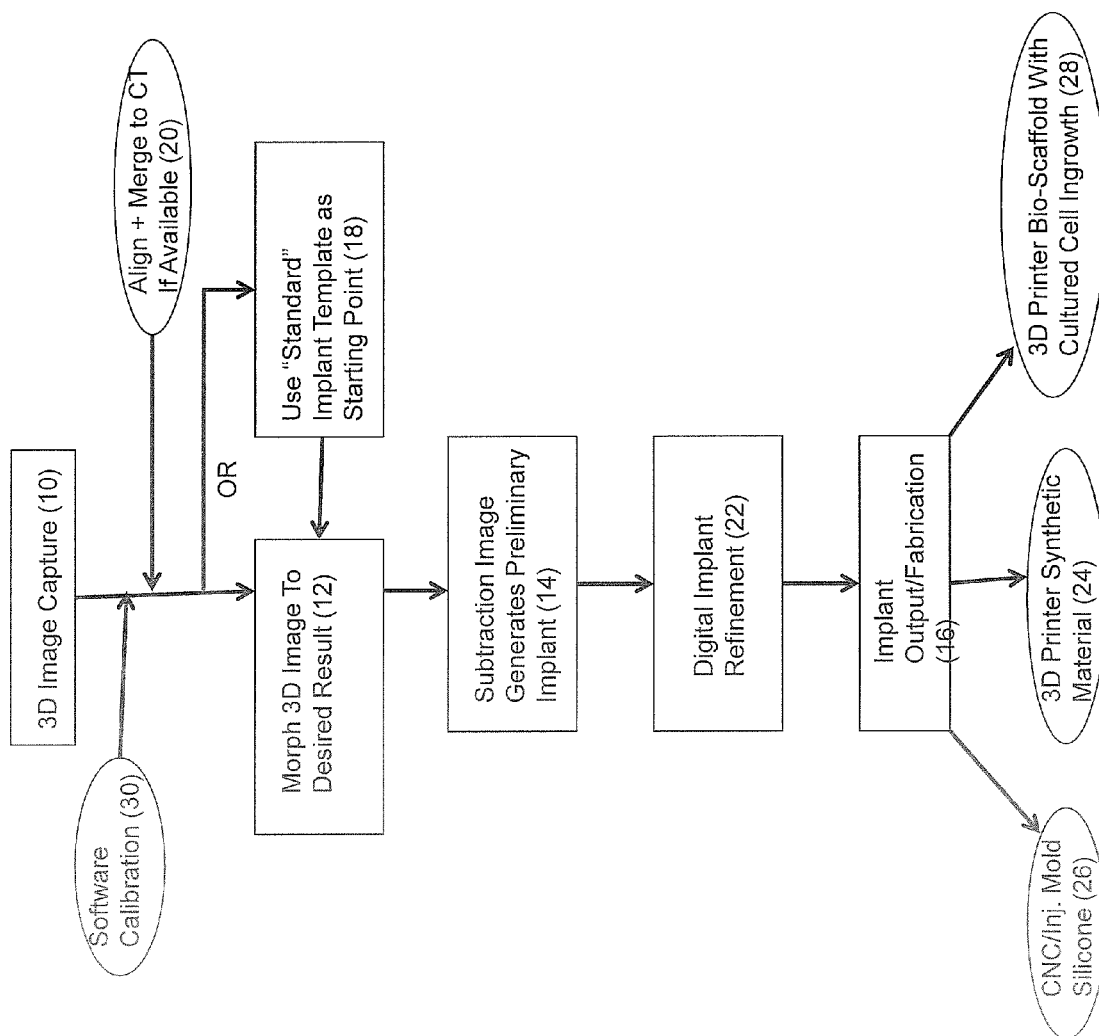 3D Image Capture (10)
Software
Calibration (30)
Align + Merge to CT
If Available (20)
OR
Use “Standard”
Implant Template as
Starting Point (18)
Morph 3D Image To
Desired Result (12)
Subtraction Image
Generates Preliminary
Implant (14)
Digital Implant
Refinement (22)
Implant
Output/Fabrication
(16)
CNC/Inj. Mold
Silicone (26)
3D Printer Synthetic
Material (24)
3D Printer Bio-Scaffold With
Cultured Cell Ingrowth (28)